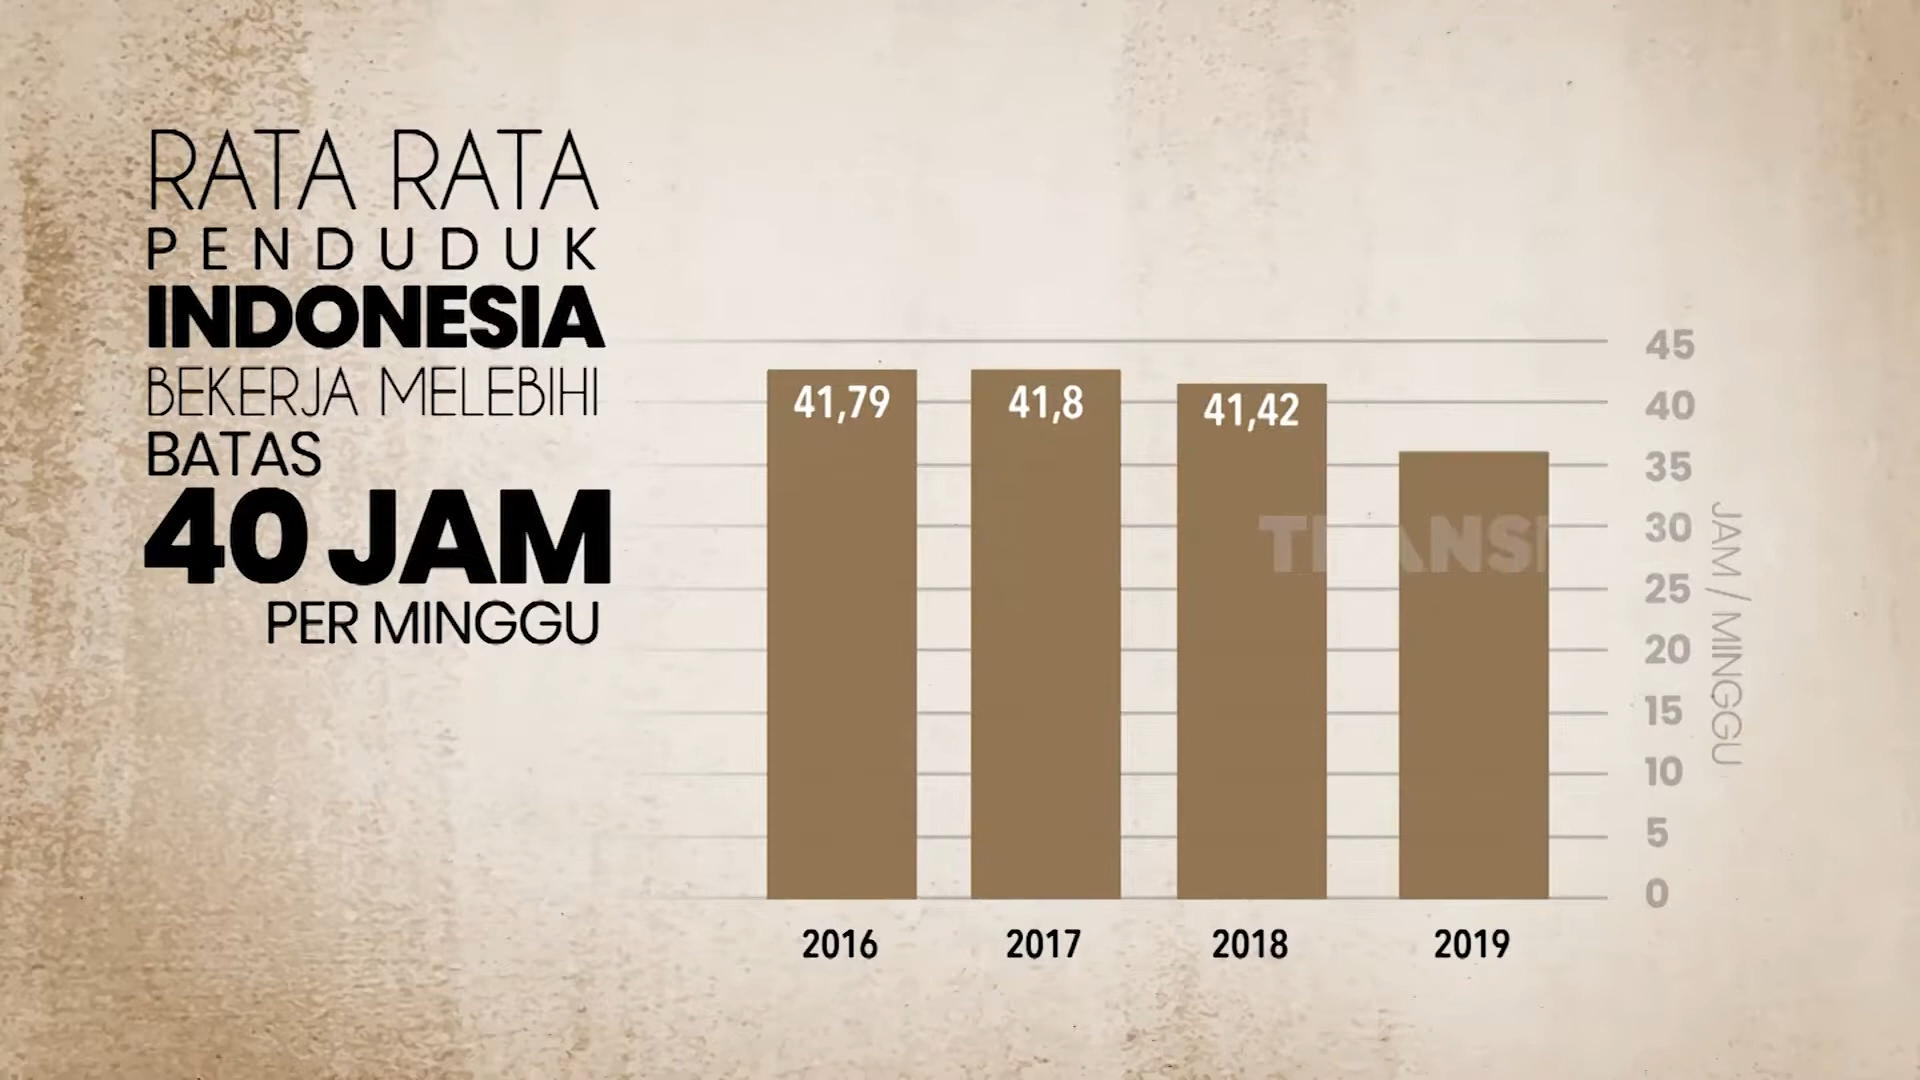 RATA RATA
PENDUDUK
INDONESIA
BEKERJA MELEBIHI
BATAS
40 JAM
PER MINGGU
41,79
41,8
41,42
45
40
35
30
25
20
15
10
5
0
JAM / MINGGU
2016
2017
2018
2019